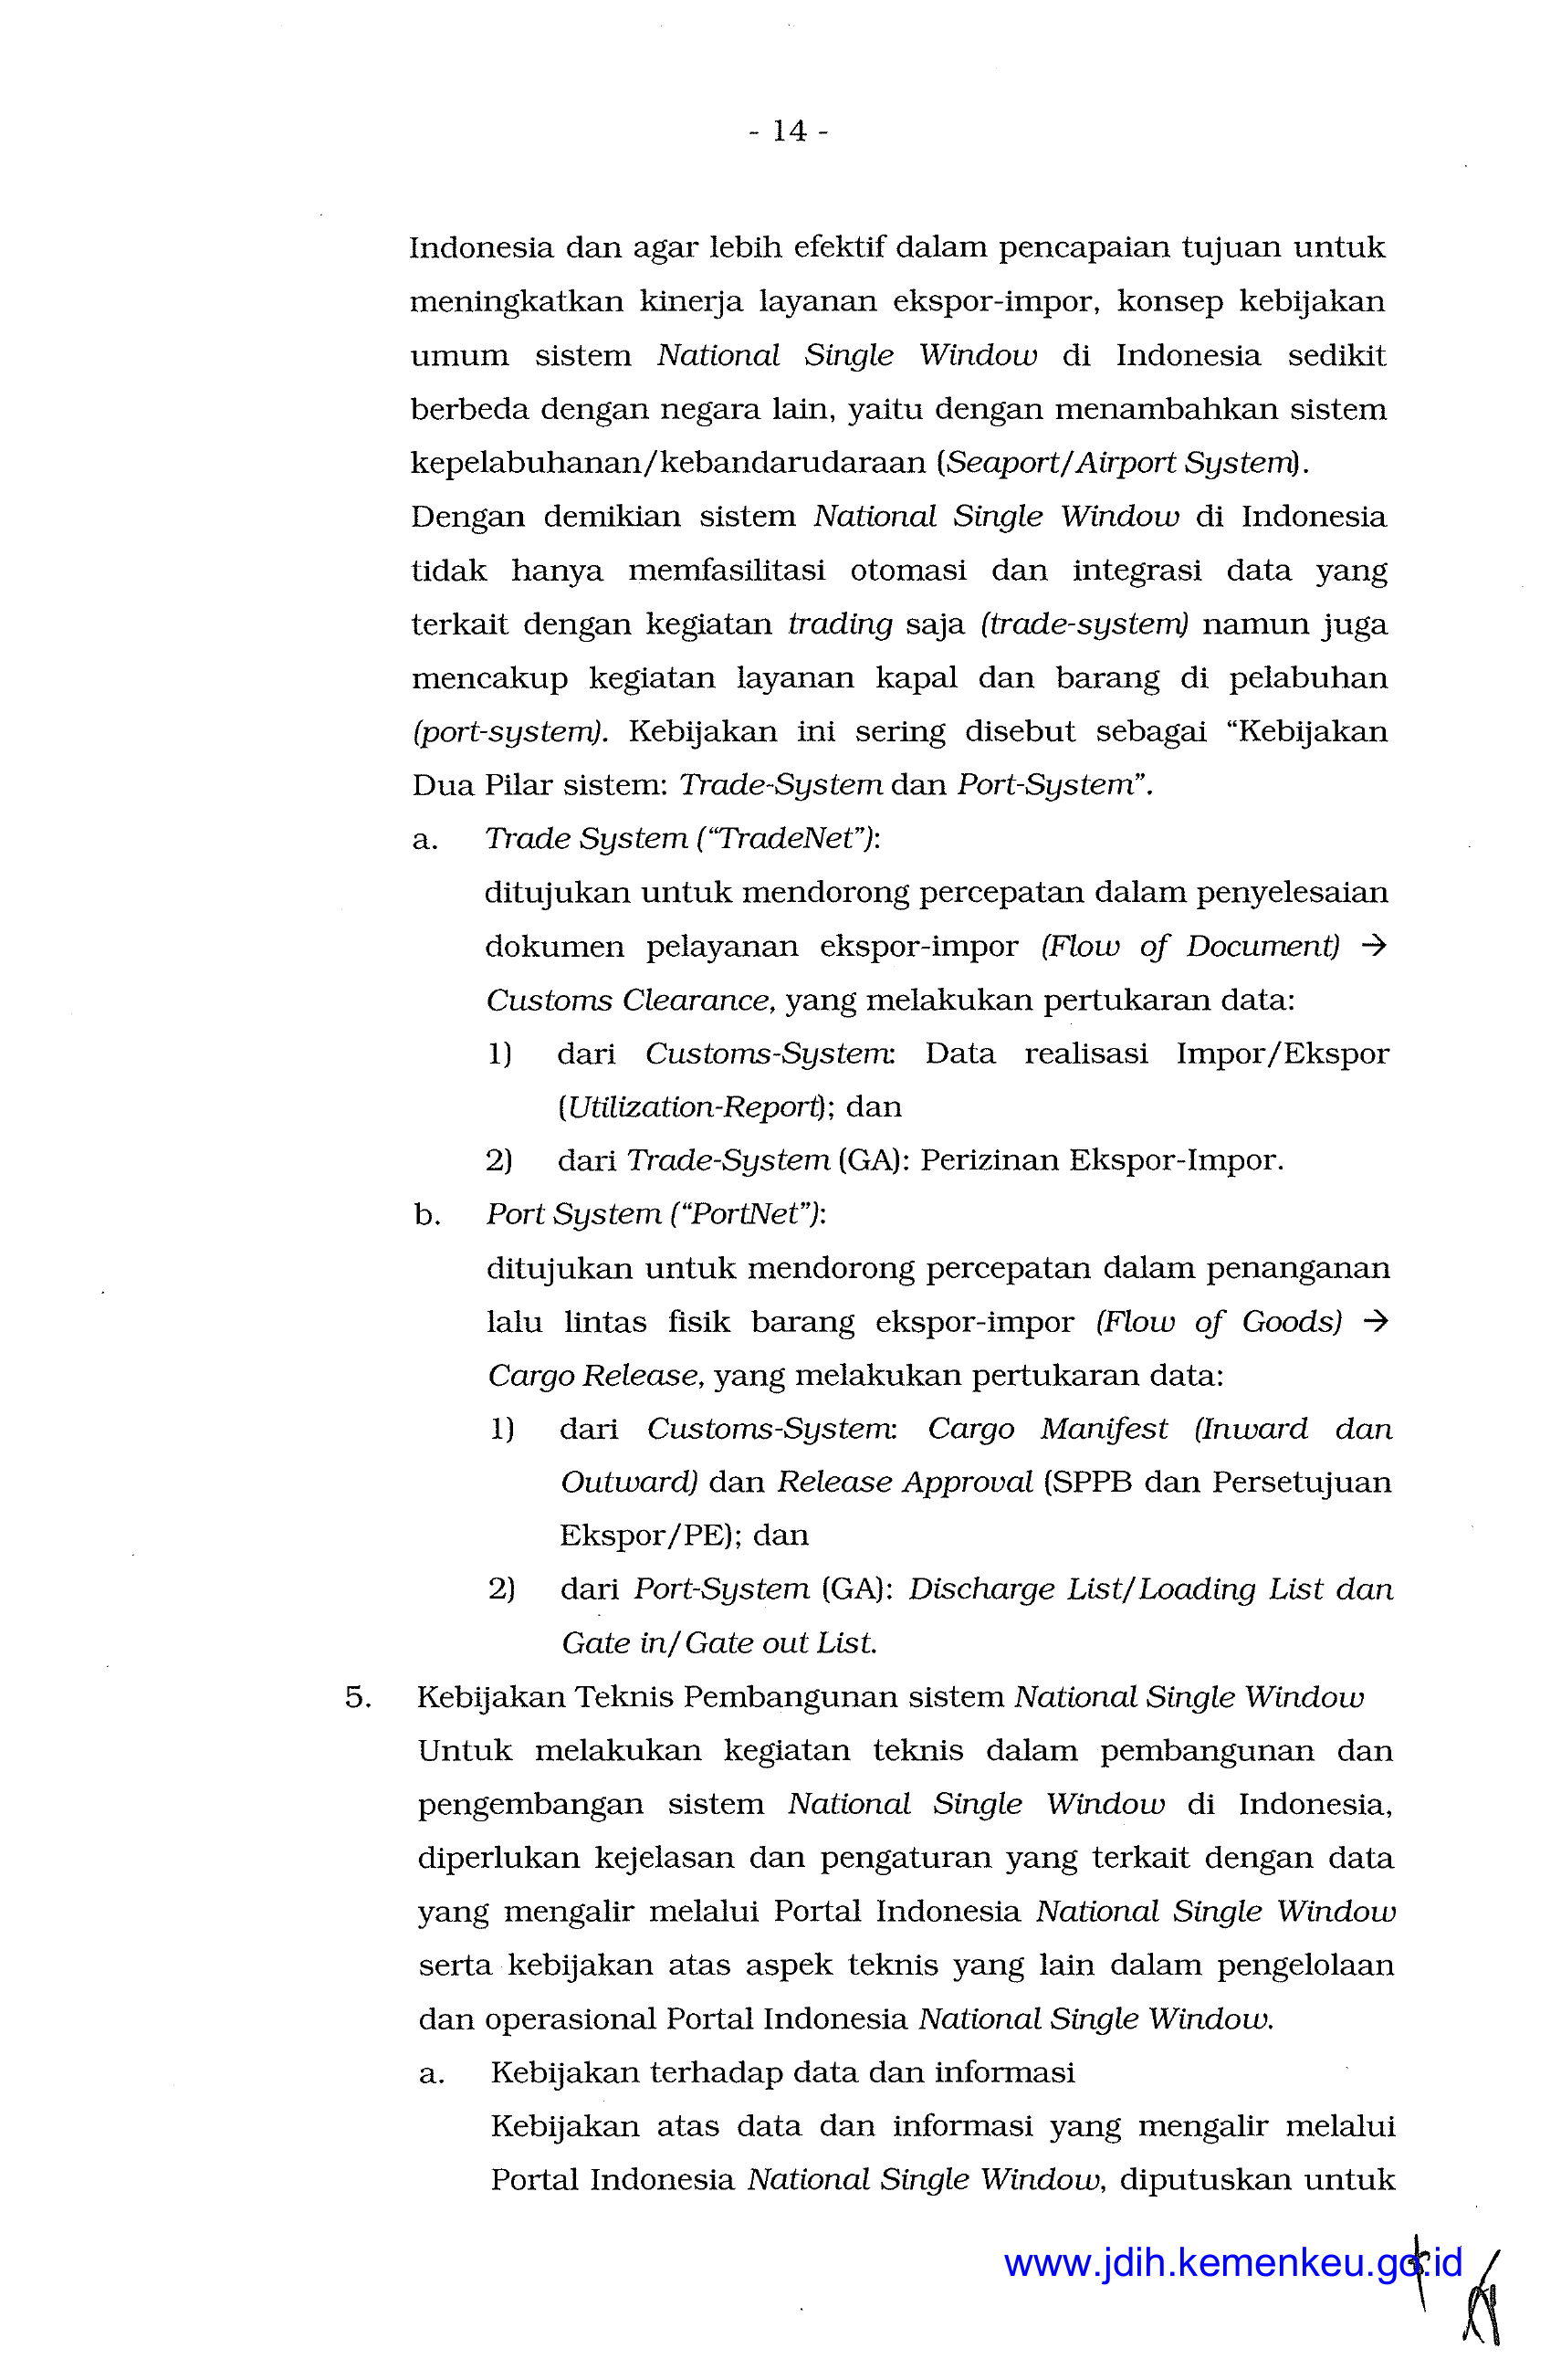 - 14 -
Indonesia dan agar lebih efektif dalam pencapaian tujuan untuk
meningkatkan kinerja layanan ekspor-impor, konsep kebijakan
umum sistem National Single Window di Indonesia sedikit
berbeda dengan negara lain, yaitu dengan menambahkan sistem
kepelabuhanan/kebandarudaraan (Seaport/Airport System).
Dengan demikian sistem National Single Window di Indonesia
tidak hanya memfasilitasi otomasi dan integrasi data yang
terkait dengan kegiatan trading saja (trade-system) namun juga
mencakup kegiatan layanan kapal dan barang di pelabuhan
(port-system). Kebijakan ini sering disebut sebagai “Kebijakan
Dua Pilar sistem: Trade-System dan Port-System”.
a. Trade System (“TradeNet”):
ditujukan untuk mendorong percepatan dalam penyelesaian
dokumen pelayanan ekspor-impor (Flow of Document) →
Customs Clearance, yang melakukan pertukaran data:
1) dari Customs-System: Data realisasi Impor/Ekspor
(Utilization-Report); dan
2) dari Trade-System (GA): Perizinan Ekspor-Impor.
b. Port System (“PortNet”):
ditujukan untuk mendorong percepatan dalam penanganan
lalu lintas fisik barang ekspor-impor (Flow of Goods) →
Cargo Release, yang melakukan pertukaran data:
1) dari Customs-System: Cargo Manifest (Inward dan
Outward) dan Release Approval (SPPB dan Persetujuan
Ekspor/PE); dan
2) dari Port-System (GA): Discharge List/Loading List dan
Gate in/Gate out List.
5. Kebijakan Teknis Pembangunan sistem National Single Window
Untuk melakukan kegiatan teknis dalam pembangunan dan
pengembangan sistem National Single Window di Indonesia,
diperlukan kejelasan dan pengaturan yang terkait dengan data
yang mengalir melalui Portal Indonesia National Single Window
serta kebijakan atas aspek teknis yang lain dalam pengelolaan
dan operasional Portal Indonesia National Single Window.
a. Kebijakan terhadap data dan informasi
Kebijakan atas data dan informasi yang mengalir melalui
Portal Indonesia National Single Window, diputuskan untuk
www.jdih.kemenkeu.go.id